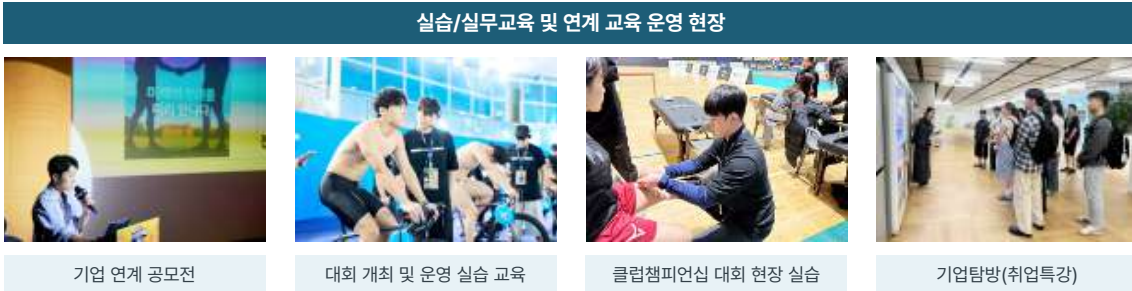 실습/실무교육 및 연계 교육 운영 현장
기업 연계 공모전
대회 개최 및 운영 실습 교육
클럽챔피언십 대회 현장 실습
기업탐방(취업특강)